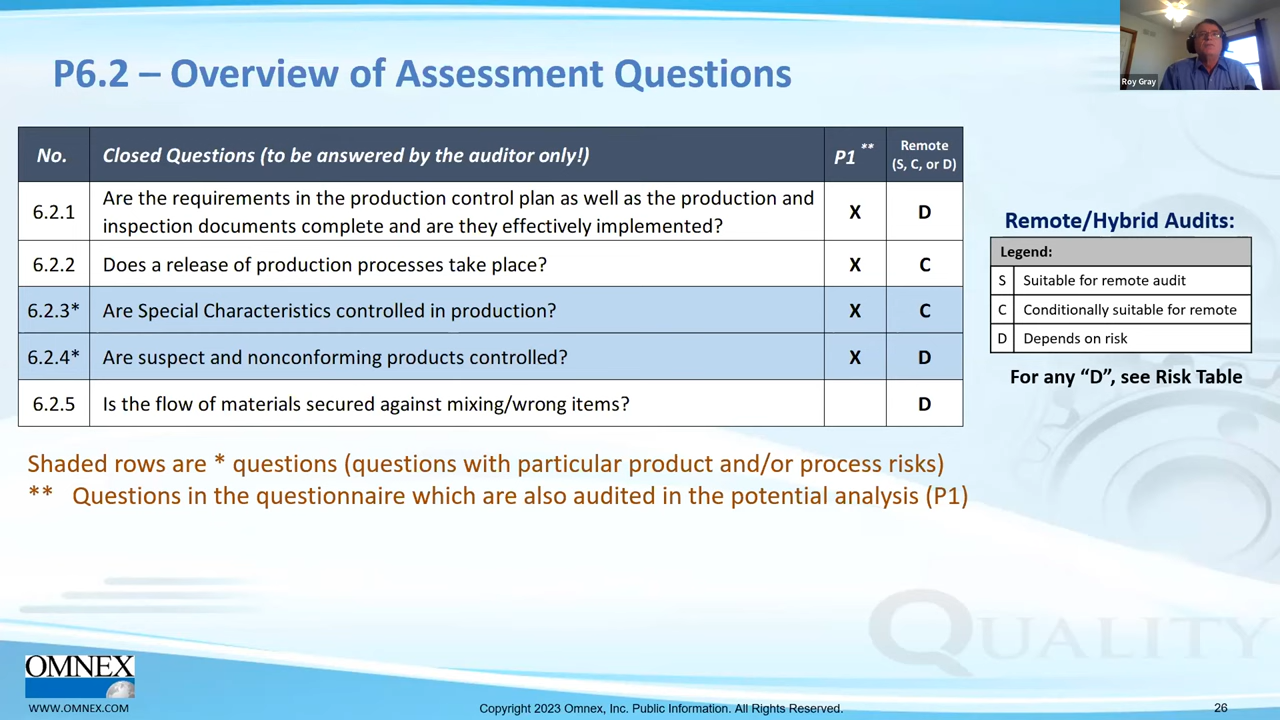 Roy Gray
P6.2 – Overview of Assessment Questions
No. Closed Questions (to be answered by the auditor only!) P1 ** Remote (S, C, or D)
6.2.1 Are the requirements in the production control plan as well as the production and
inspection documents complete and are they effectively implemented? X D
6.2.2 Does a release of production processes take place? X C
6.2.3* Are Special Characteristics controlled in production? X C
6.2.4* Are suspect and nonconforming products controlled? X D
6.2.5 Is the flow of materials secured against mixing/wrong items? D
Remote/Hybrid Audits:
Legend:
S Suitable for remote audit
C Conditionally suitable for remote
D Depends on risk
For any “D”, see Risk Table
Shaded rows are * questions (questions with particular product and/or process risks)
** Questions in the questionnaire which are also audited in the potential analysis (P1)
QUALITY
OMNEX
WWW.OMNEX.COM
Copyright 2023 Omnex, Inc. Public Information. All Rights Reserved.
26